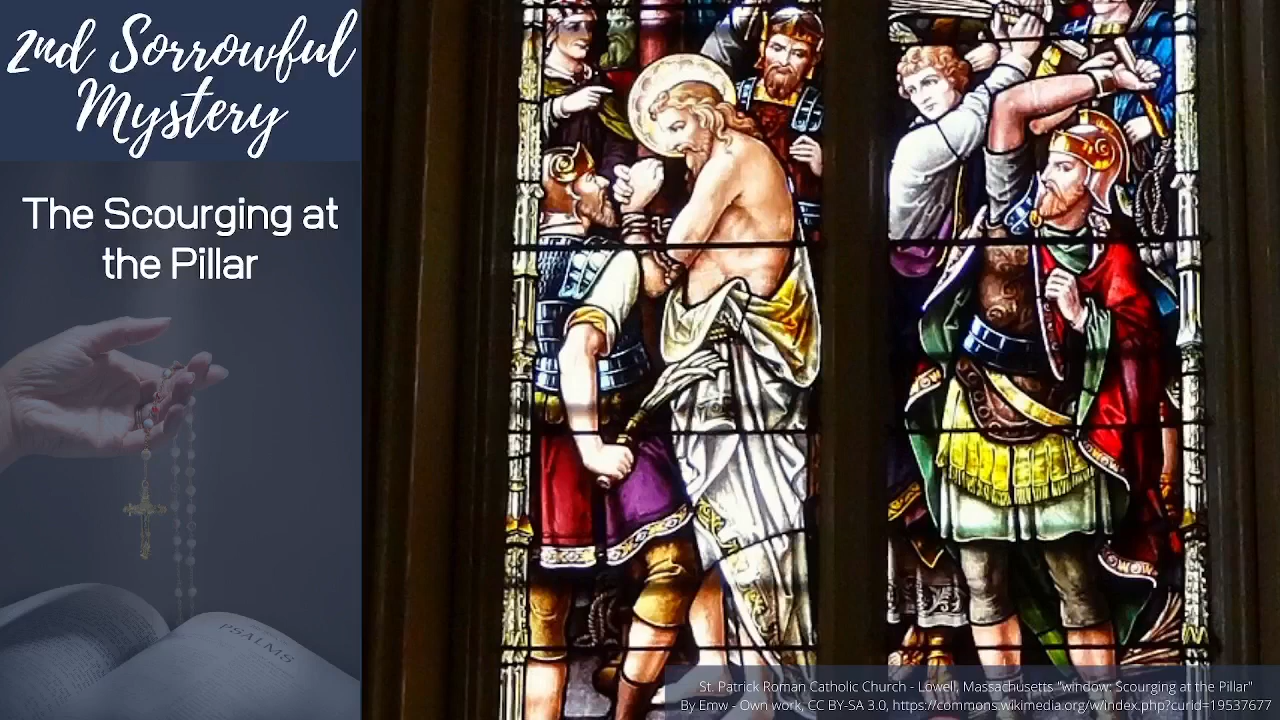 2nd Sorrowful
Mystery
The Scourging at
the Pillar
PSALMS
St. Patrick Roman Catholic Church - Lowell, Massachusetts "window: Scourging at the Pillar"
By Emw - Own work, CC BY-SA 3.0, https://commons.wikimedia.org/w/index.php?curid=19537677